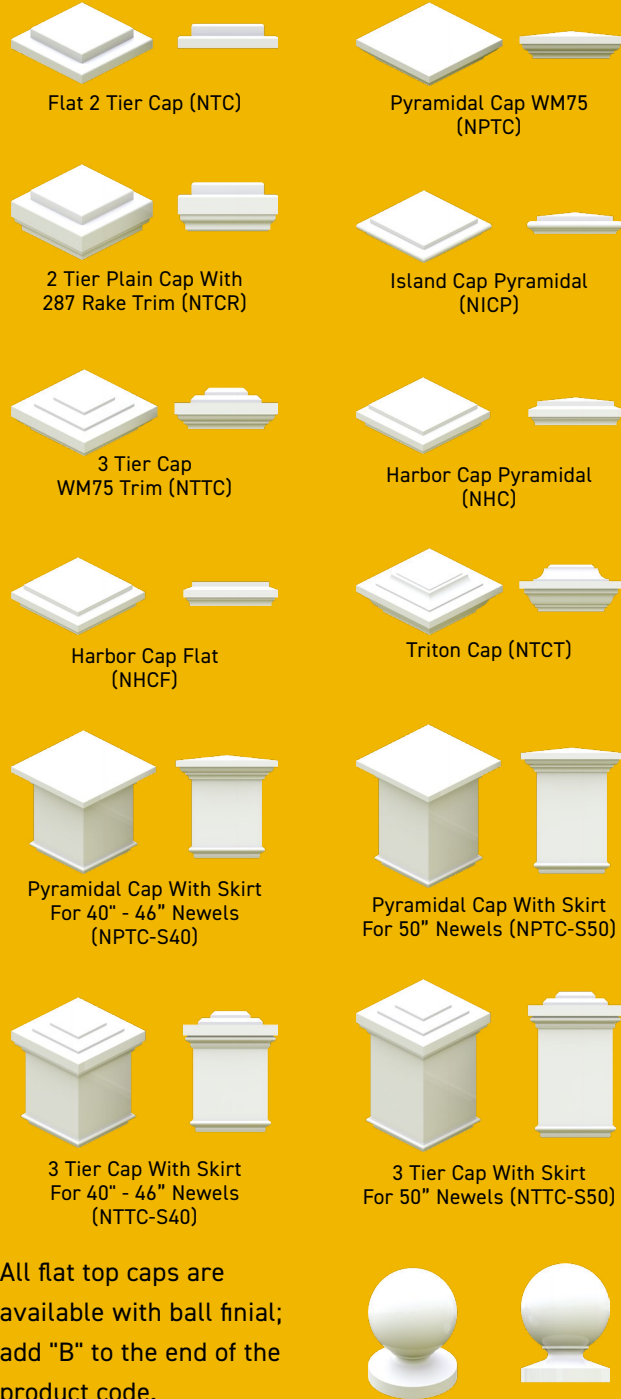 Flat 2 Tier Cap (NTC)
Pyramidal Cap WM75
(NPTC)
2 Tier Plain Cap With
287 Rake Trim (NTCR)
Island Cap Pyramidal
(NICP)
3 Tier Cap
WM75 Trim (NTTC)
Harbor Cap Pyramidal
(NHC)
Harbor Cap Flat
(NHCF)
Triton Cap (NTCT)
Pyramidal Cap With Skirt
For 40" - 46” Newels
(NPTC-S40)
Pyramidal Cap With Skirt
For 50” Newels (NPTC-S50)
3 Tier Cap With Skirt
For 40" - 46” Newels
(NTTC-S40)
3 Tier Cap With Skirt
For 50” Newels (NTTC-S50)
All flat top caps are
available with ball finial;
add "B" to the end of the
product code.